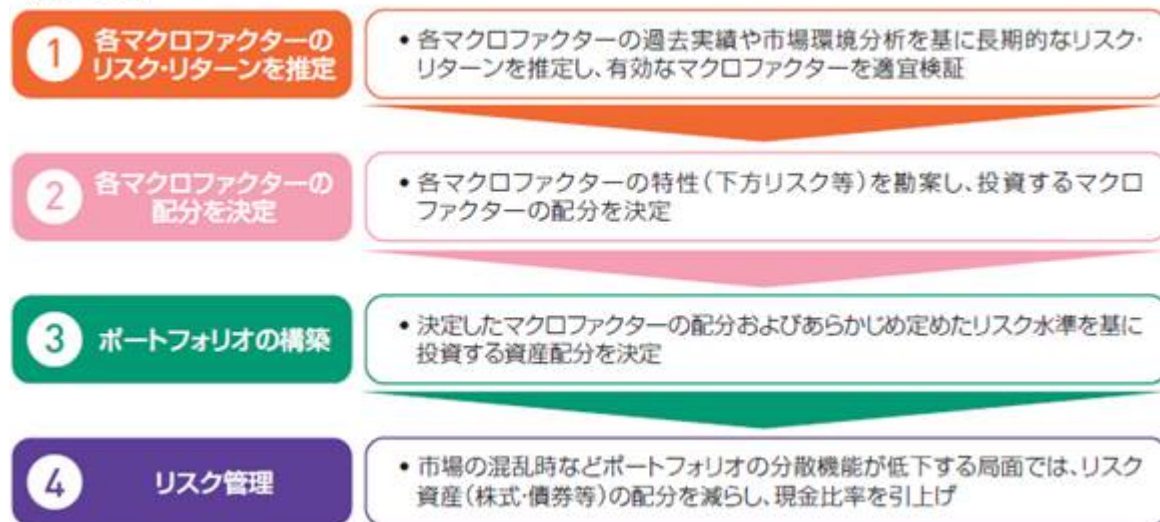 1
各マクロファクターの
リスク・リターンを推定
• 各マクロファクターの過去実績や市場環境分析を基に長期的なリスク・
リターンを推定し、有効なマクロファクターを適宜検証
2
各マクロファクターの
配分を決定
• 各マクロファクターの特性(下方リスク等)を勘案し、投資するマクロ
ファクターの配分を決定
3
ポートフォリオの構築
• 決定したマクロファクターの配分およびあらかじめ定めたリスク水準を基に
投資する資産配分を決定
4
リスク管理
• 市場の混乱時などポートフォリオの分散機能が低下する局面では、リスク
資産(株式・債券等)の配分を減らし、現金比率を引上げ